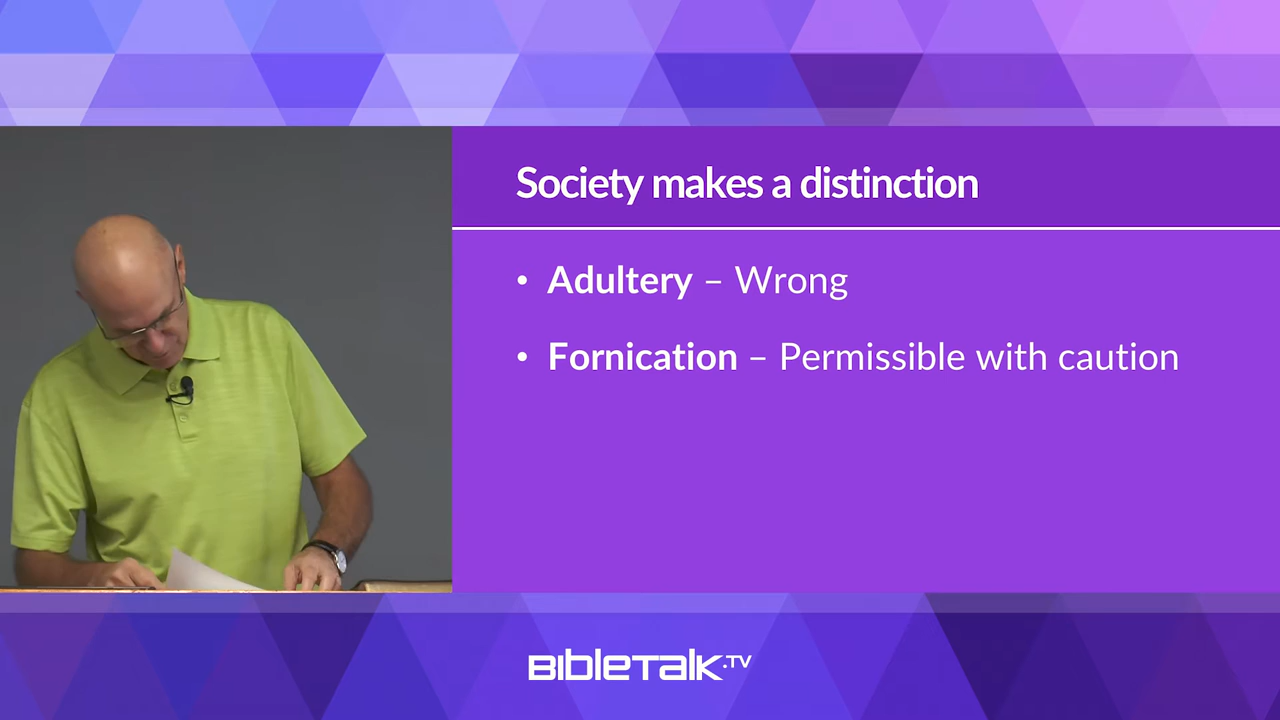 Society makes a distinction
• Adultery – Wrong
• Fornication – Permissible with caution
BibleTalk.TV